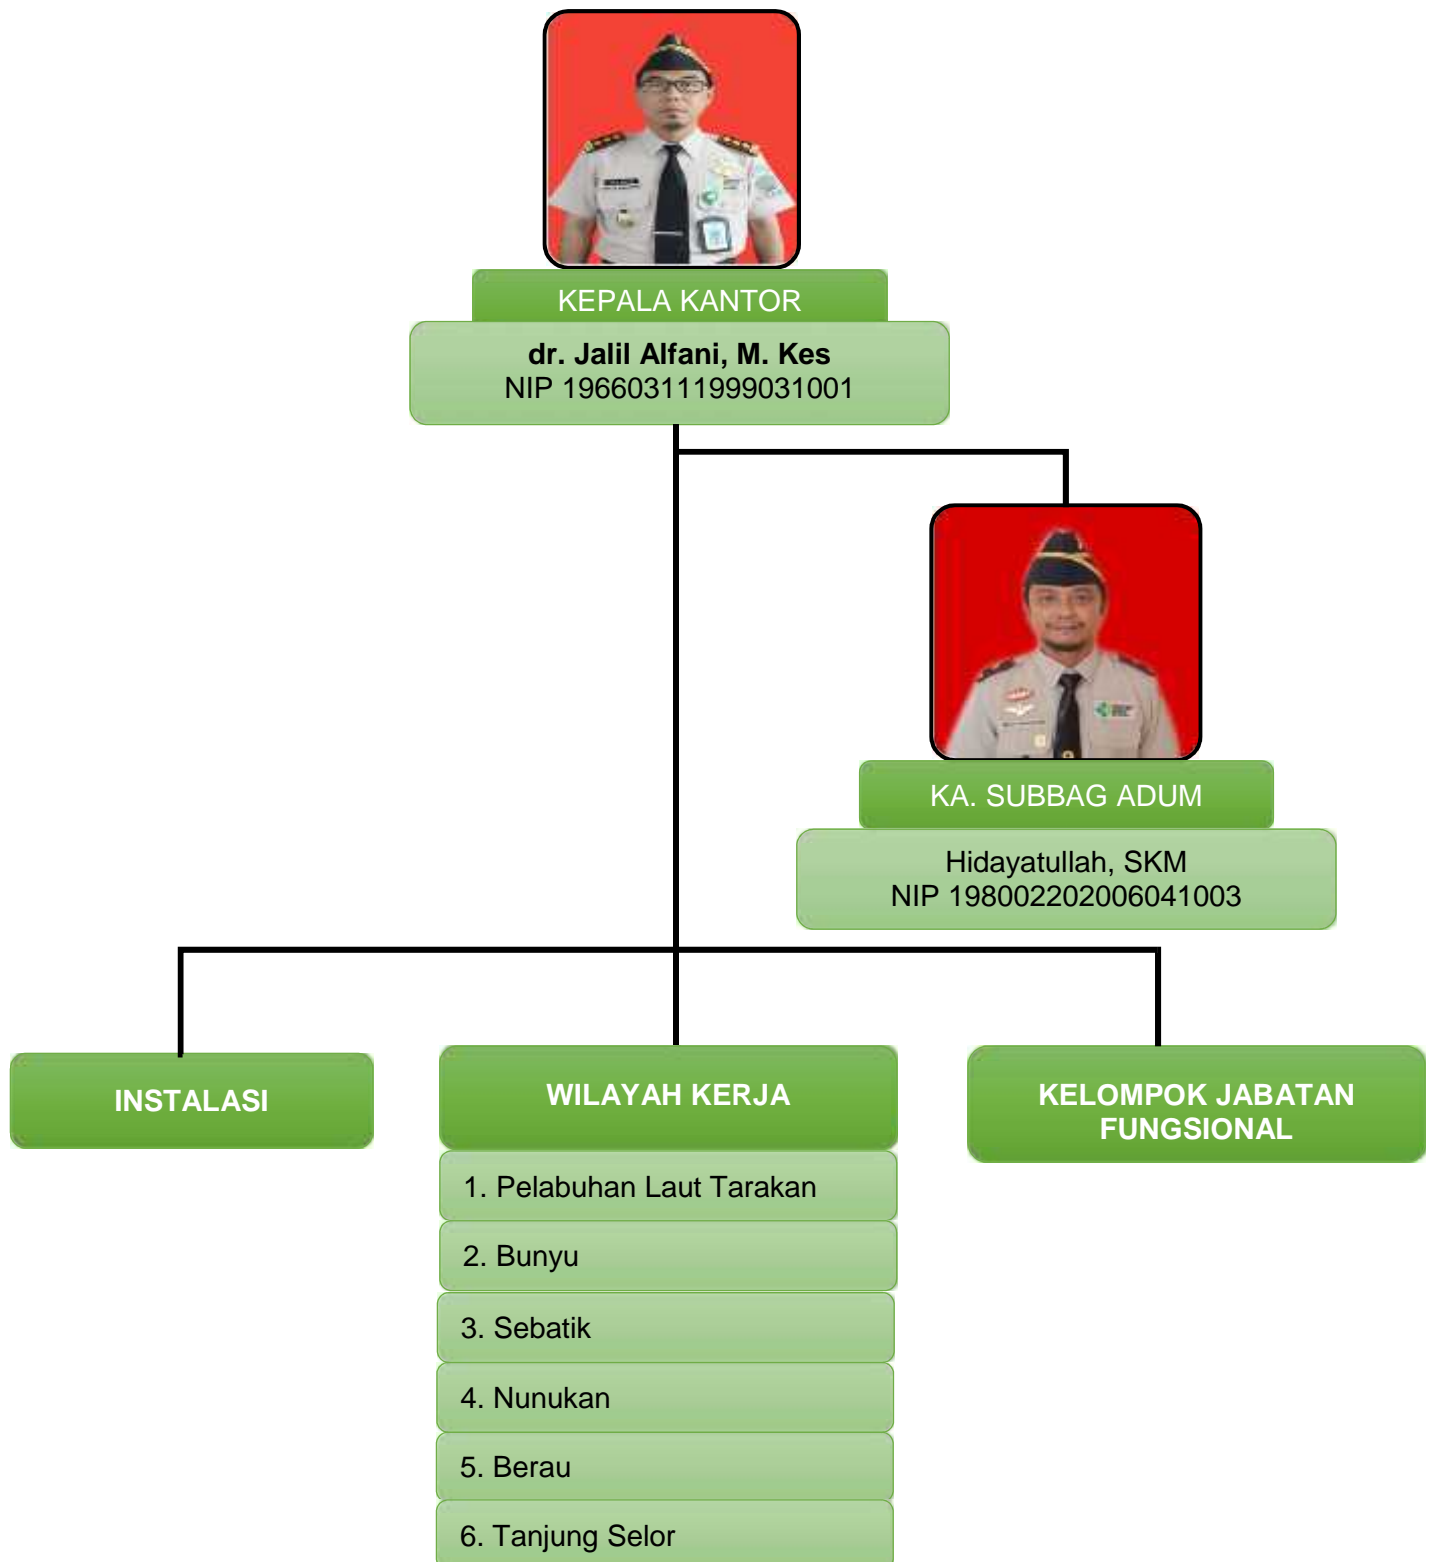 KEPALA KANTOR
dr. Jalil Alfani, M. Kes
NIP 196603111999031001
KA. SUBBAG ADUM
Hidayatullah, SKM
NIP 198002202006041003
INSTALASI
WILAYAH KERJA
KELOMPOK JABATAN
FUNGSIONAL
1. Pelabuhan Laut Tarakan
2. Bunyu
3. Sebatik
4. Nunukan
5. Berau
6. Tanjung Selor